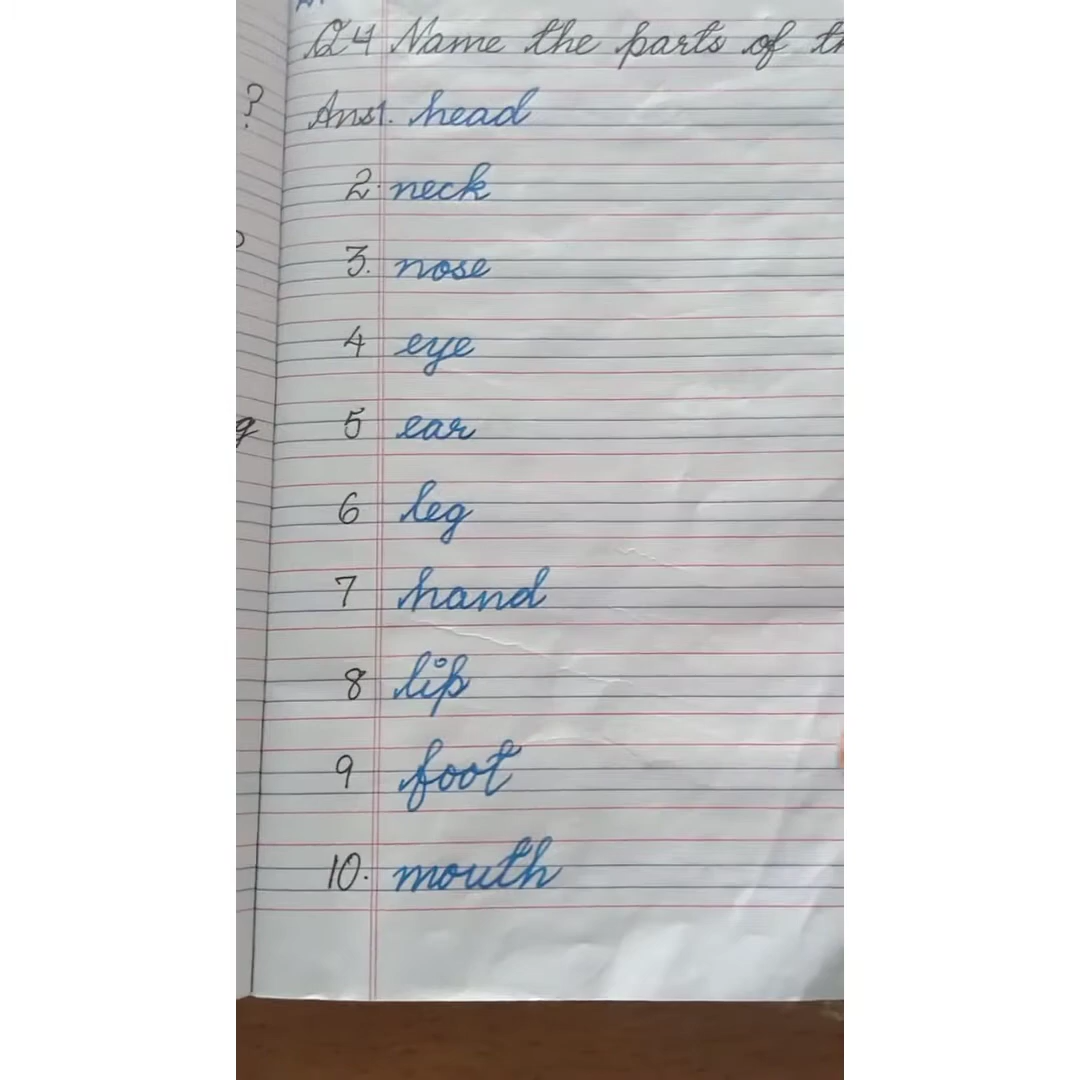 ?
g
Q4 Name the parts of th
Ans1. head
2. neck
3. nose
4 eye
5 ear
6 leg
7 hand
8 lip
9 foot
10. mouth